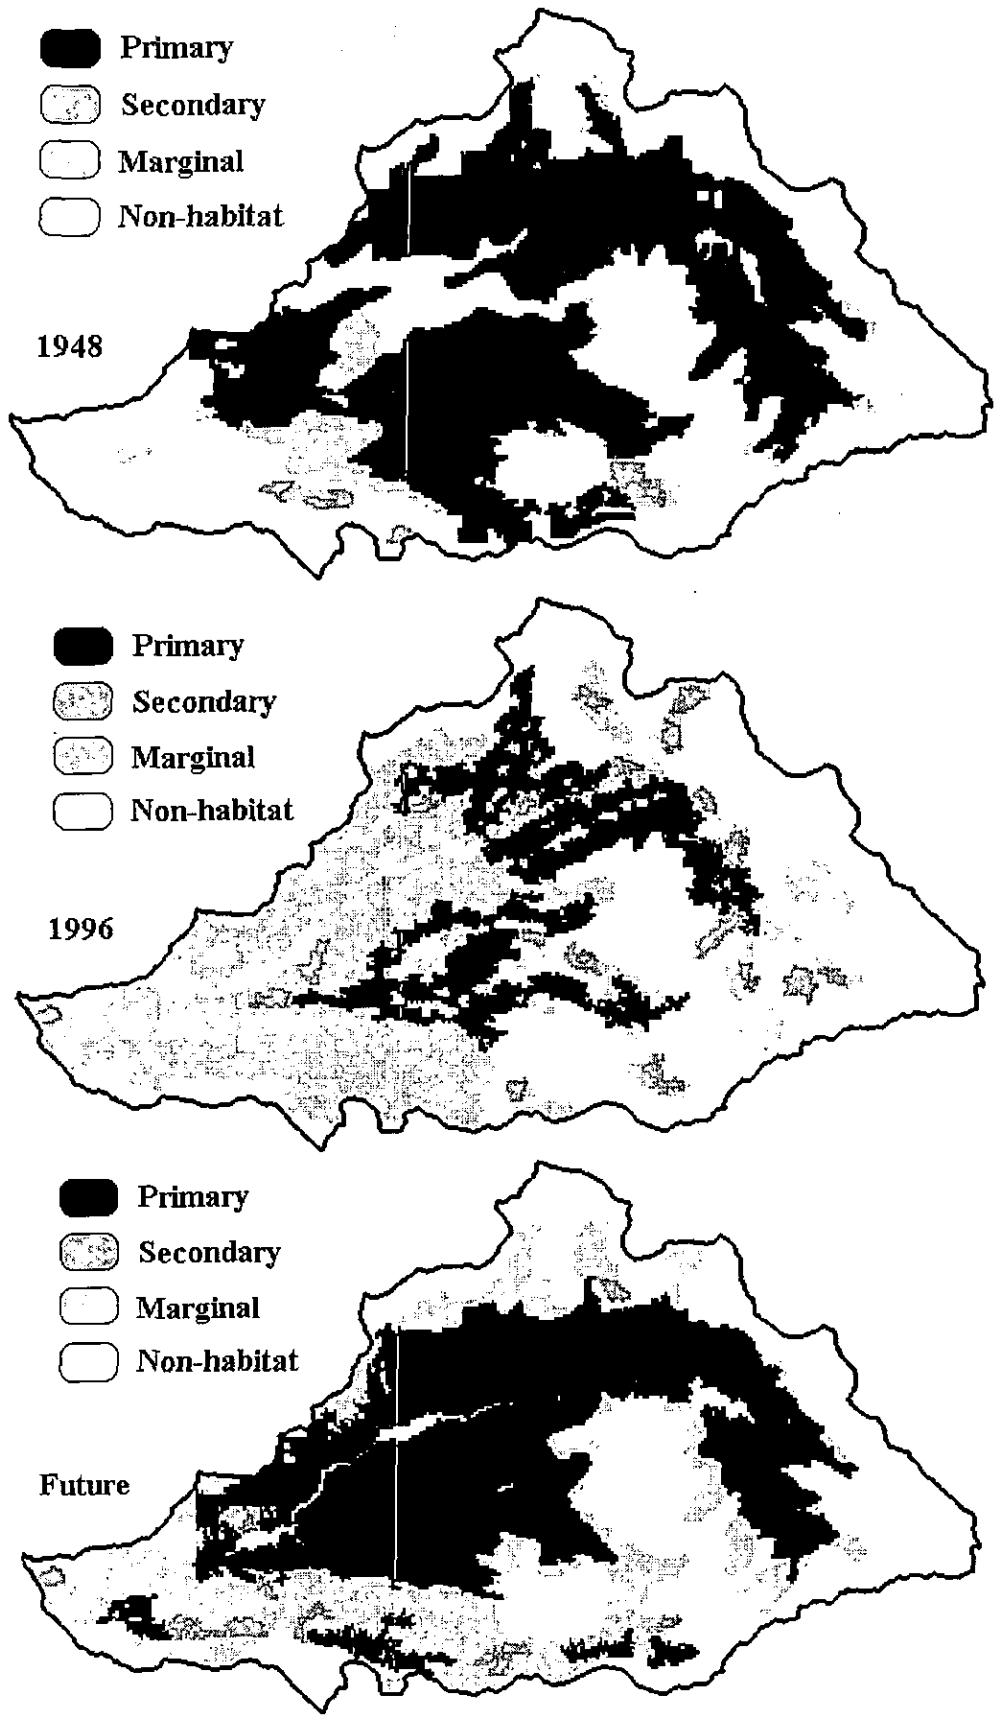 Primary
Secondary
Marginal
Non-habitat
1948
Primary
Secondary
Marginal
Non-habitat
1996
Primary
Secondary
Marginal
Non-habitat
Future